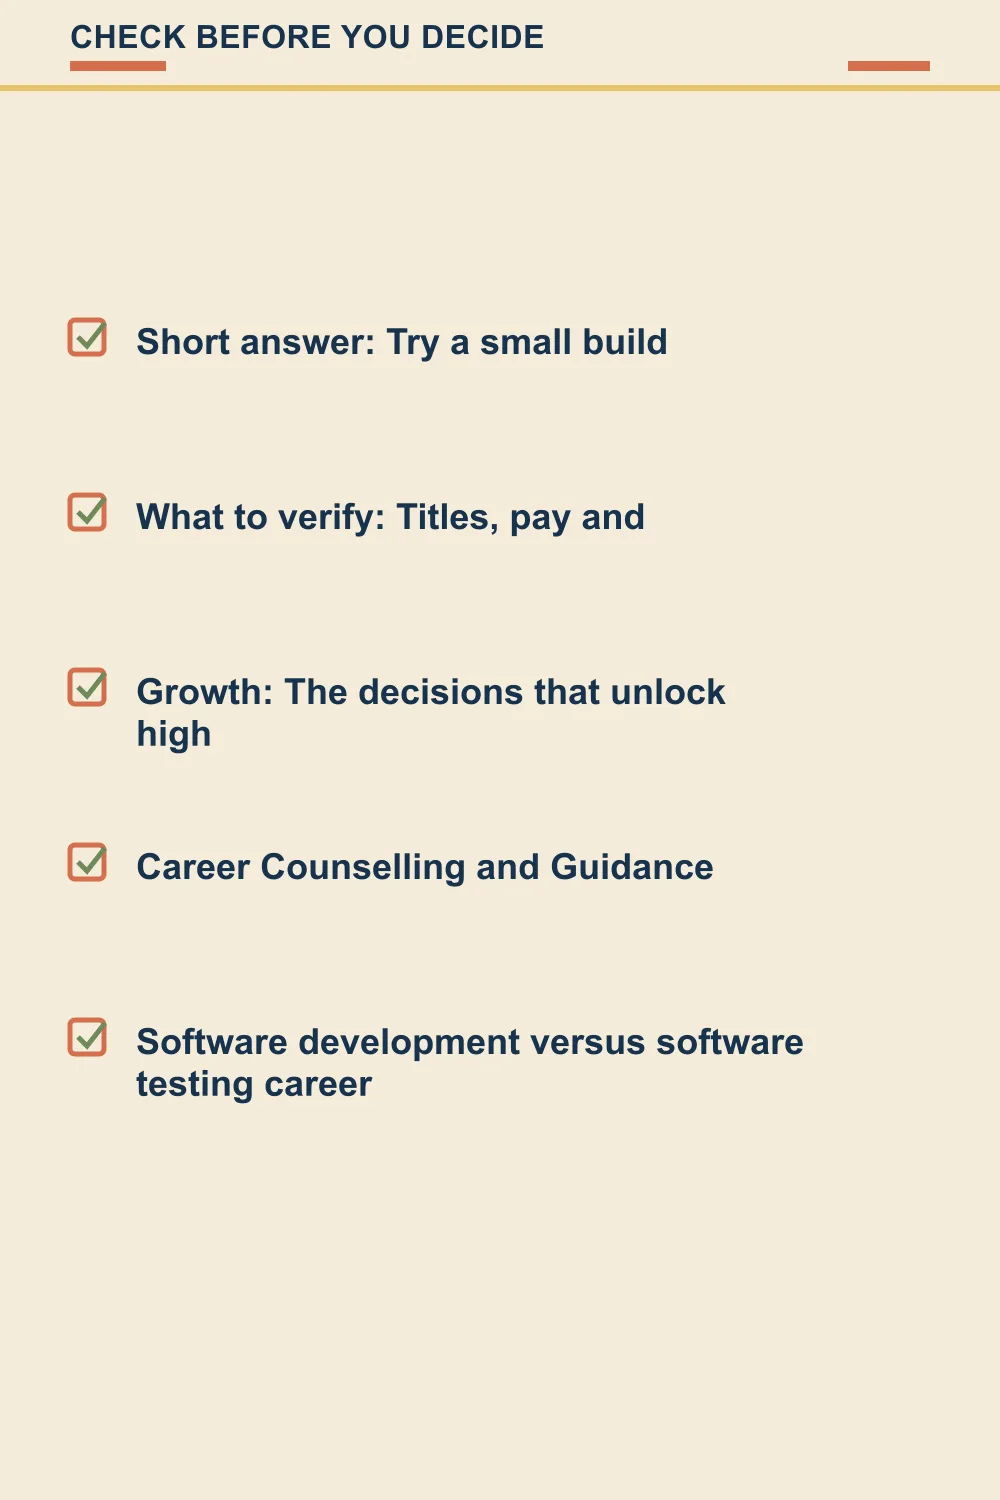 CHECK BEFORE YOU DECIDE
Short answer: Try a small build
What to verify: Titles, pay and
Growth: The decisions that unlock
high
Career Counselling and Guidance
Software development versus software
testing career